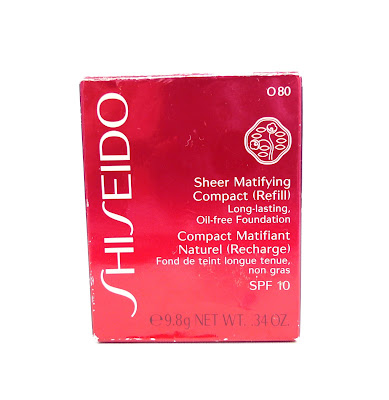 O 80
SHISEIDO
Sheer Matifying
Compact (Refill)
Long-lasting,
Oil-free Foundation
Compact Matifiant
Naturel (Recharge)
Fond de teint longue tenue,
non gras
SPF 10
℮9.8g NET WT. .34 OZ.